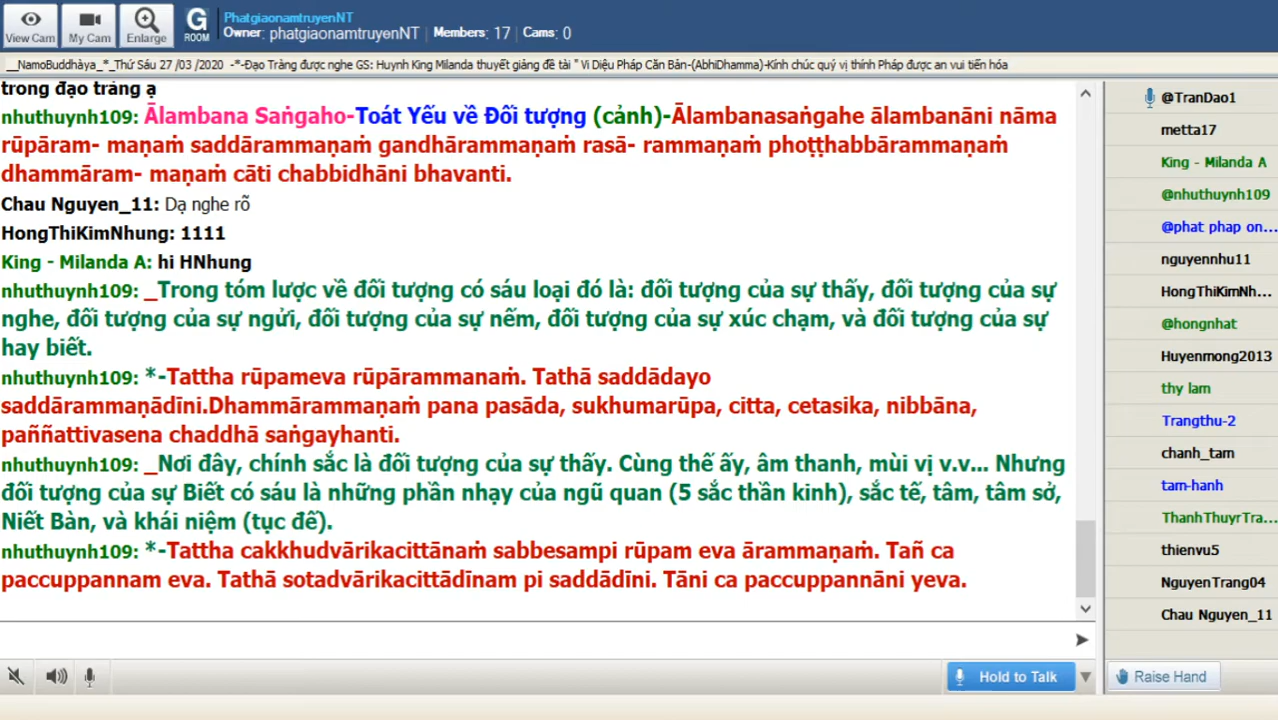 View Cam
My Cam
Enlarge
G
ROOM
PhatgiaonamtruyenNT
Owner: phatgiaonamtruyenNT | Members: 17 | Cams: 0
__NamoBuddhàya_*_Thứ Sáu 27 /03 /2020 -*-Đạo Tràng được nghe GS: Huynh King Milanda thuyết giảng đề tài " Vi Diệu Pháp Căn Bản-(AbhiDhamma)-Kính chúc quý vị thính Pháp được an vui tiến hóa
trong đạo tràng ạ
nhuthuynh109: Ālambana Saṅgaho-Toát Yếu về Đối tượng (cảnh)-Ālambanasaṅgahe ālambanāni nāma
rūpāram- maṇaṁ saddārammaṇaṁ gandhārammaṇaṁ rasā- rammaṇaṁ phoṭṭhabbārammaṇaṁ
dhammāram- maṇaṁ cāti chabbidhāni bhavanti.
Chau Nguyen_11: Dạ nghe rõ
HongThiKimNhung: 1111
King - Milanda A: hi HNhung
nhuthuynh109: _Trong tóm lược về đối tượng có sáu loại đó là: đối tượng của sự thấy, đối tượng của sự
nghe, đối tượng của sự ngửi, đối tượng của sự nếm, đối tượng của sự xúc chạm, và đối tượng của sự
hay biết.
nhuthuynh109: *-Tattha rūpameva rūpārammanaṁ. Tathā saddādayo
saddārammaṇādīni.Dhammārammaṇaṁ pana pasāda, sukhumarūpa, citta, cetasika, nibbāna,
paññattivasena chaddhā saṅgayhanti.
nhuthuynh109: _Nơi đây, chính sắc là đối tượng của sự thấy. Cùng thế ấy, âm thanh, mùi vị v.v... Nhưng
đối tượng của sự Biết có sáu là những phần nhạy của ngũ quan (5 sắc thần kinh), sắc tế, tâm, tâm sở,
Niết Bàn, và khái niệm (tục đế).
nhuthuynh109: *-Tattha cakkhudvārikacittānaṁ sabbesampi rūpam eva ārammaṇaṁ. Tañ ca
paccuppannam eva. Tathā sotadvārikacittādīnam pi saddādīni. Tāni ca paccuppannāni yeva.
@TranDao1
metta17
King - Milanda A
@nhuthuynh109
@phat phap on...
nguyennhu11
HongThiKimNh...
@hongnhat
Huyenmong2013
thy lam
Trangthu-2
chanh_tam
tam-hanh
ThanhThuyrTra...
thienvu5
NguyenTrang04
Chau Nguyen_11
Hold to Talk
Raise Hand